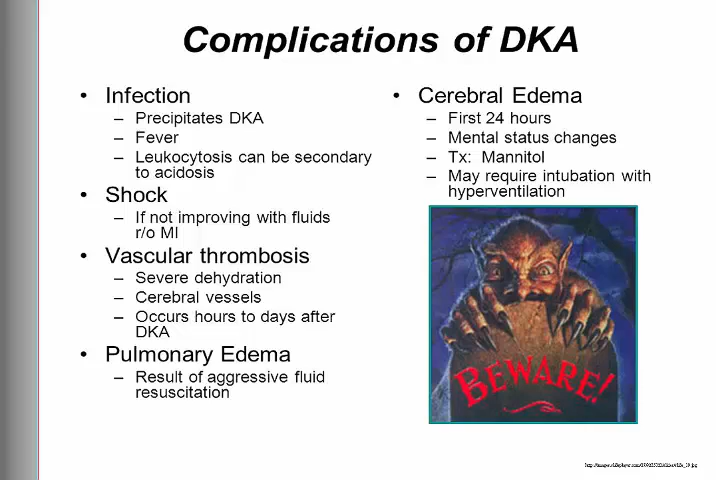 Complications of DKA
• Infection
– Precipitates DKA
– Fever
– Leukocytosis can be secondary
to acidosis
• Shock
– If not improving with fluids
r/o MI
• Vascular thrombosis
– Severe dehydration
– Cerebral vessels
– Occurs hours to days after
DKA
• Pulmonary Edema
– Result of aggressive fluid
resuscitation
• Cerebral Edema
– First 24 hours
– Mental status changes
– Tx: Mannitol
– May require intubation with
hyperventilation
BEWARE!